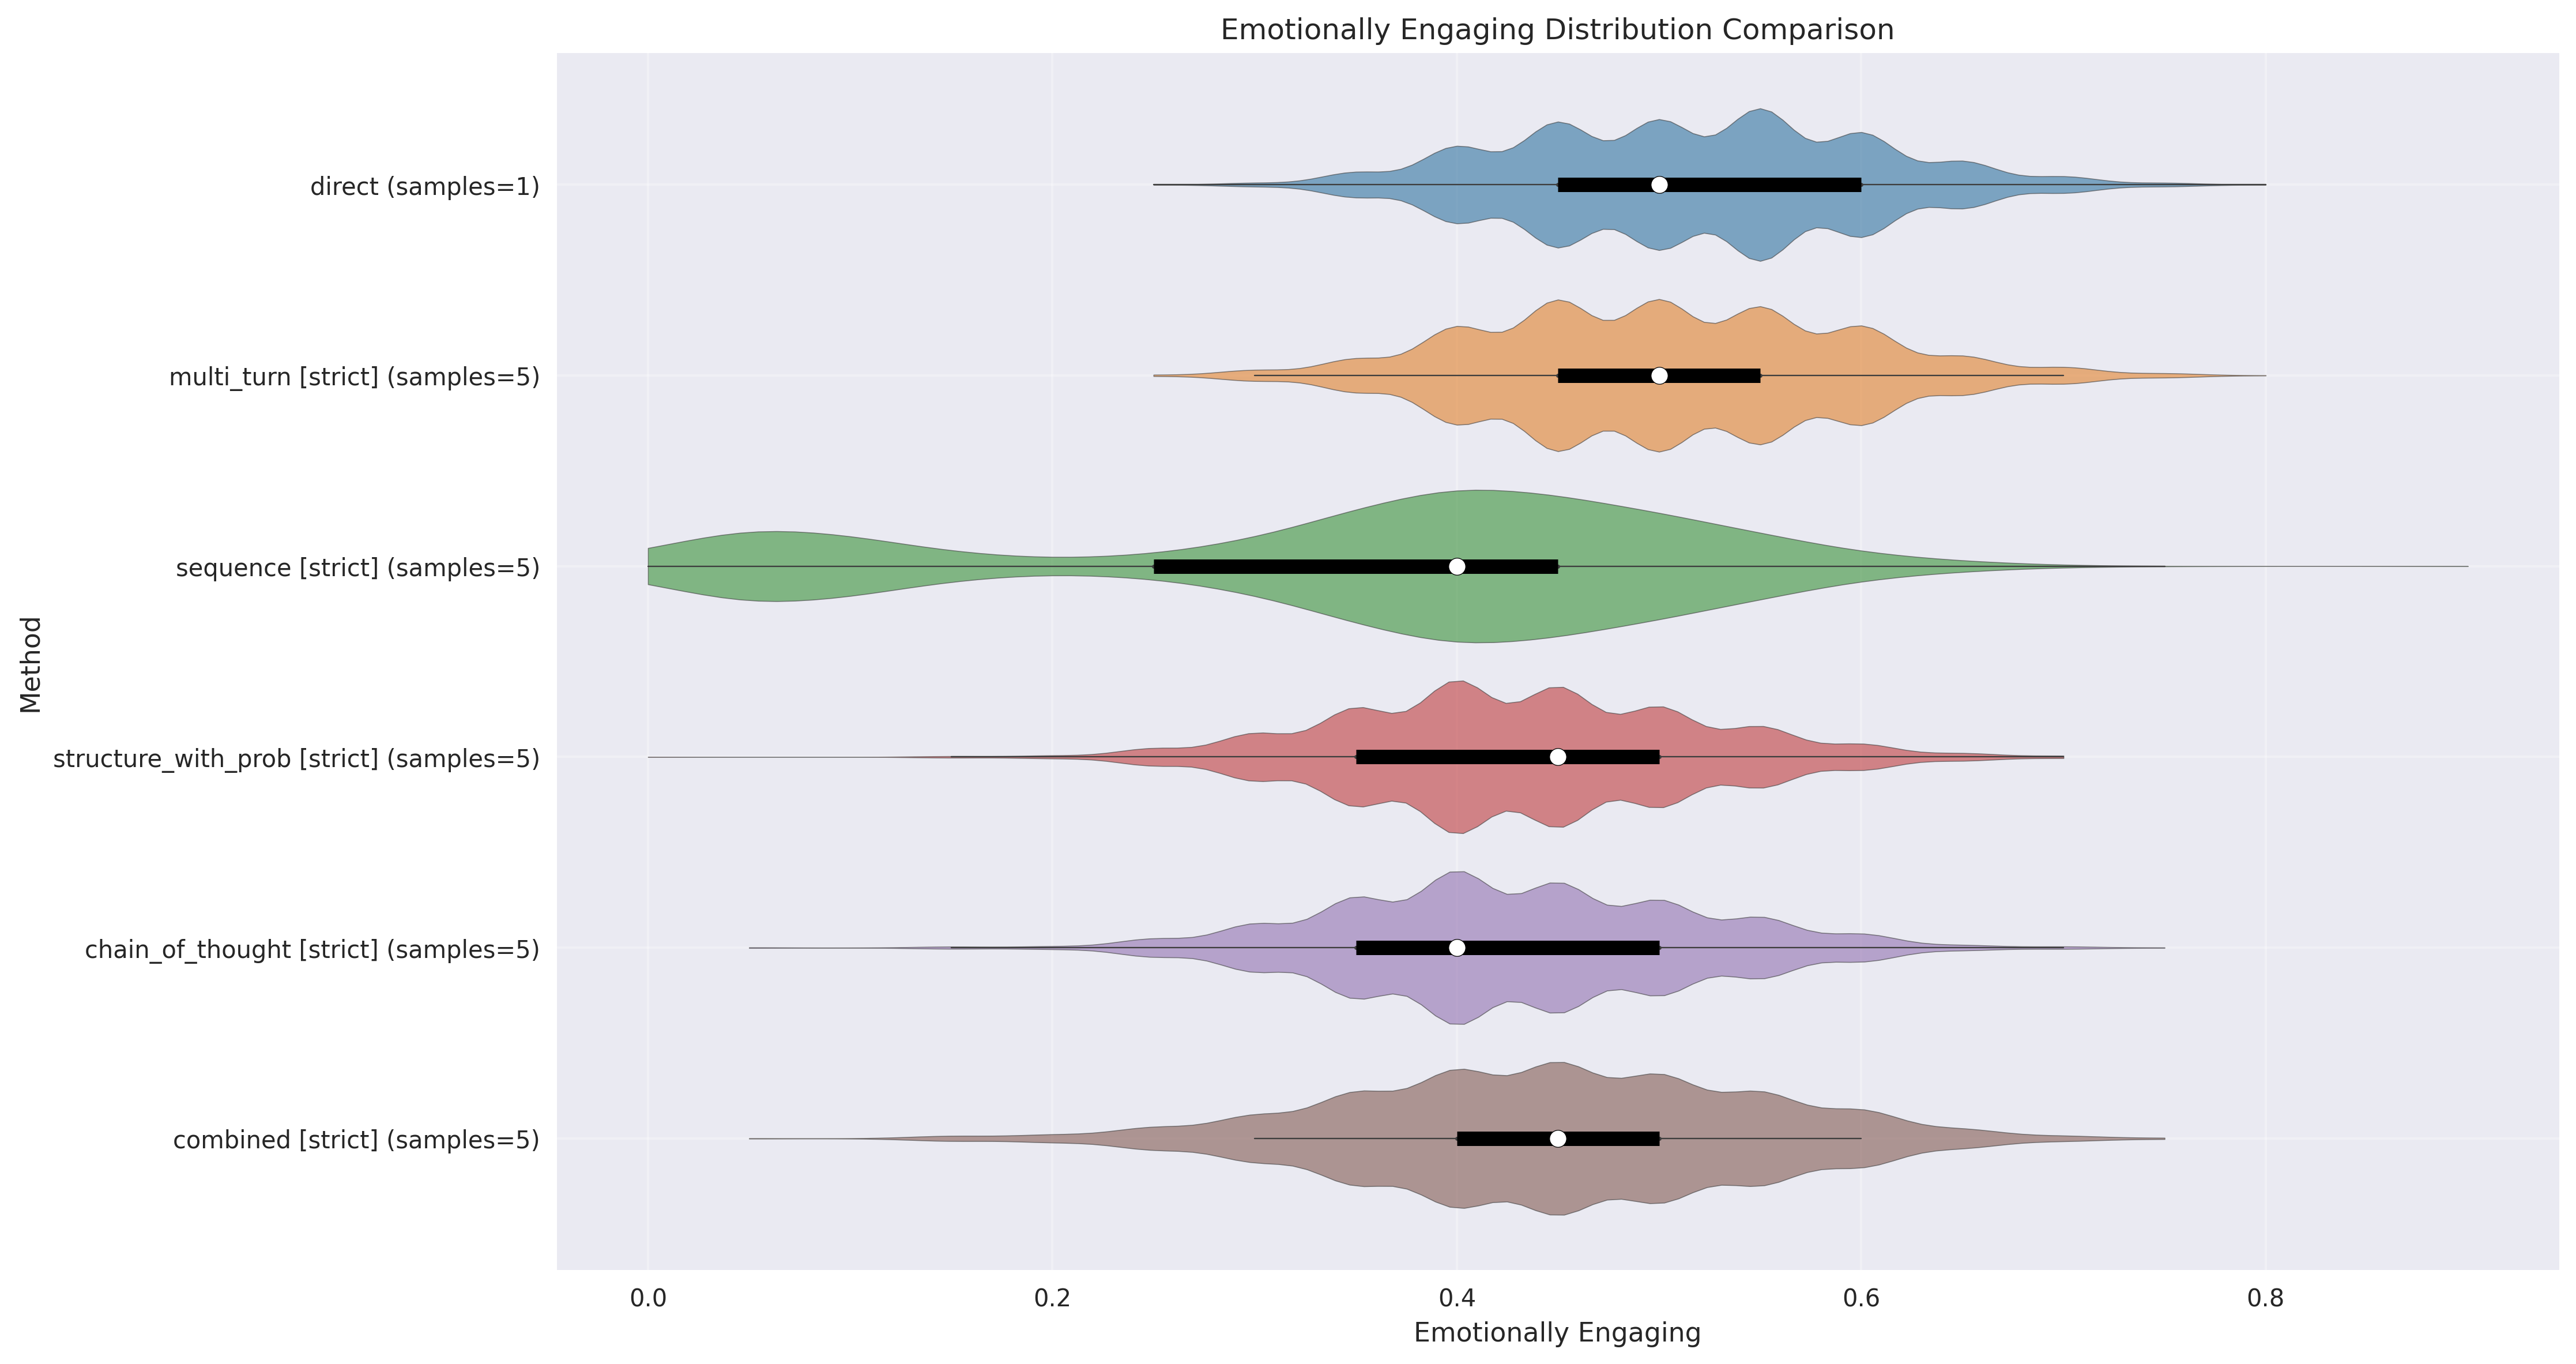 Emotionally Engaging Distribution Comparison
Method
direct (samples=1)
multi_turn [strict] (samples=5)
sequence [strict] (samples=5)
structure_with_prob [strict] (samples=5)
chain_of_thought [strict] (samples=5)
combined [strict] (samples=5)
0.0 0.2 0.4 0.6 0.8
Emotionally Engaging